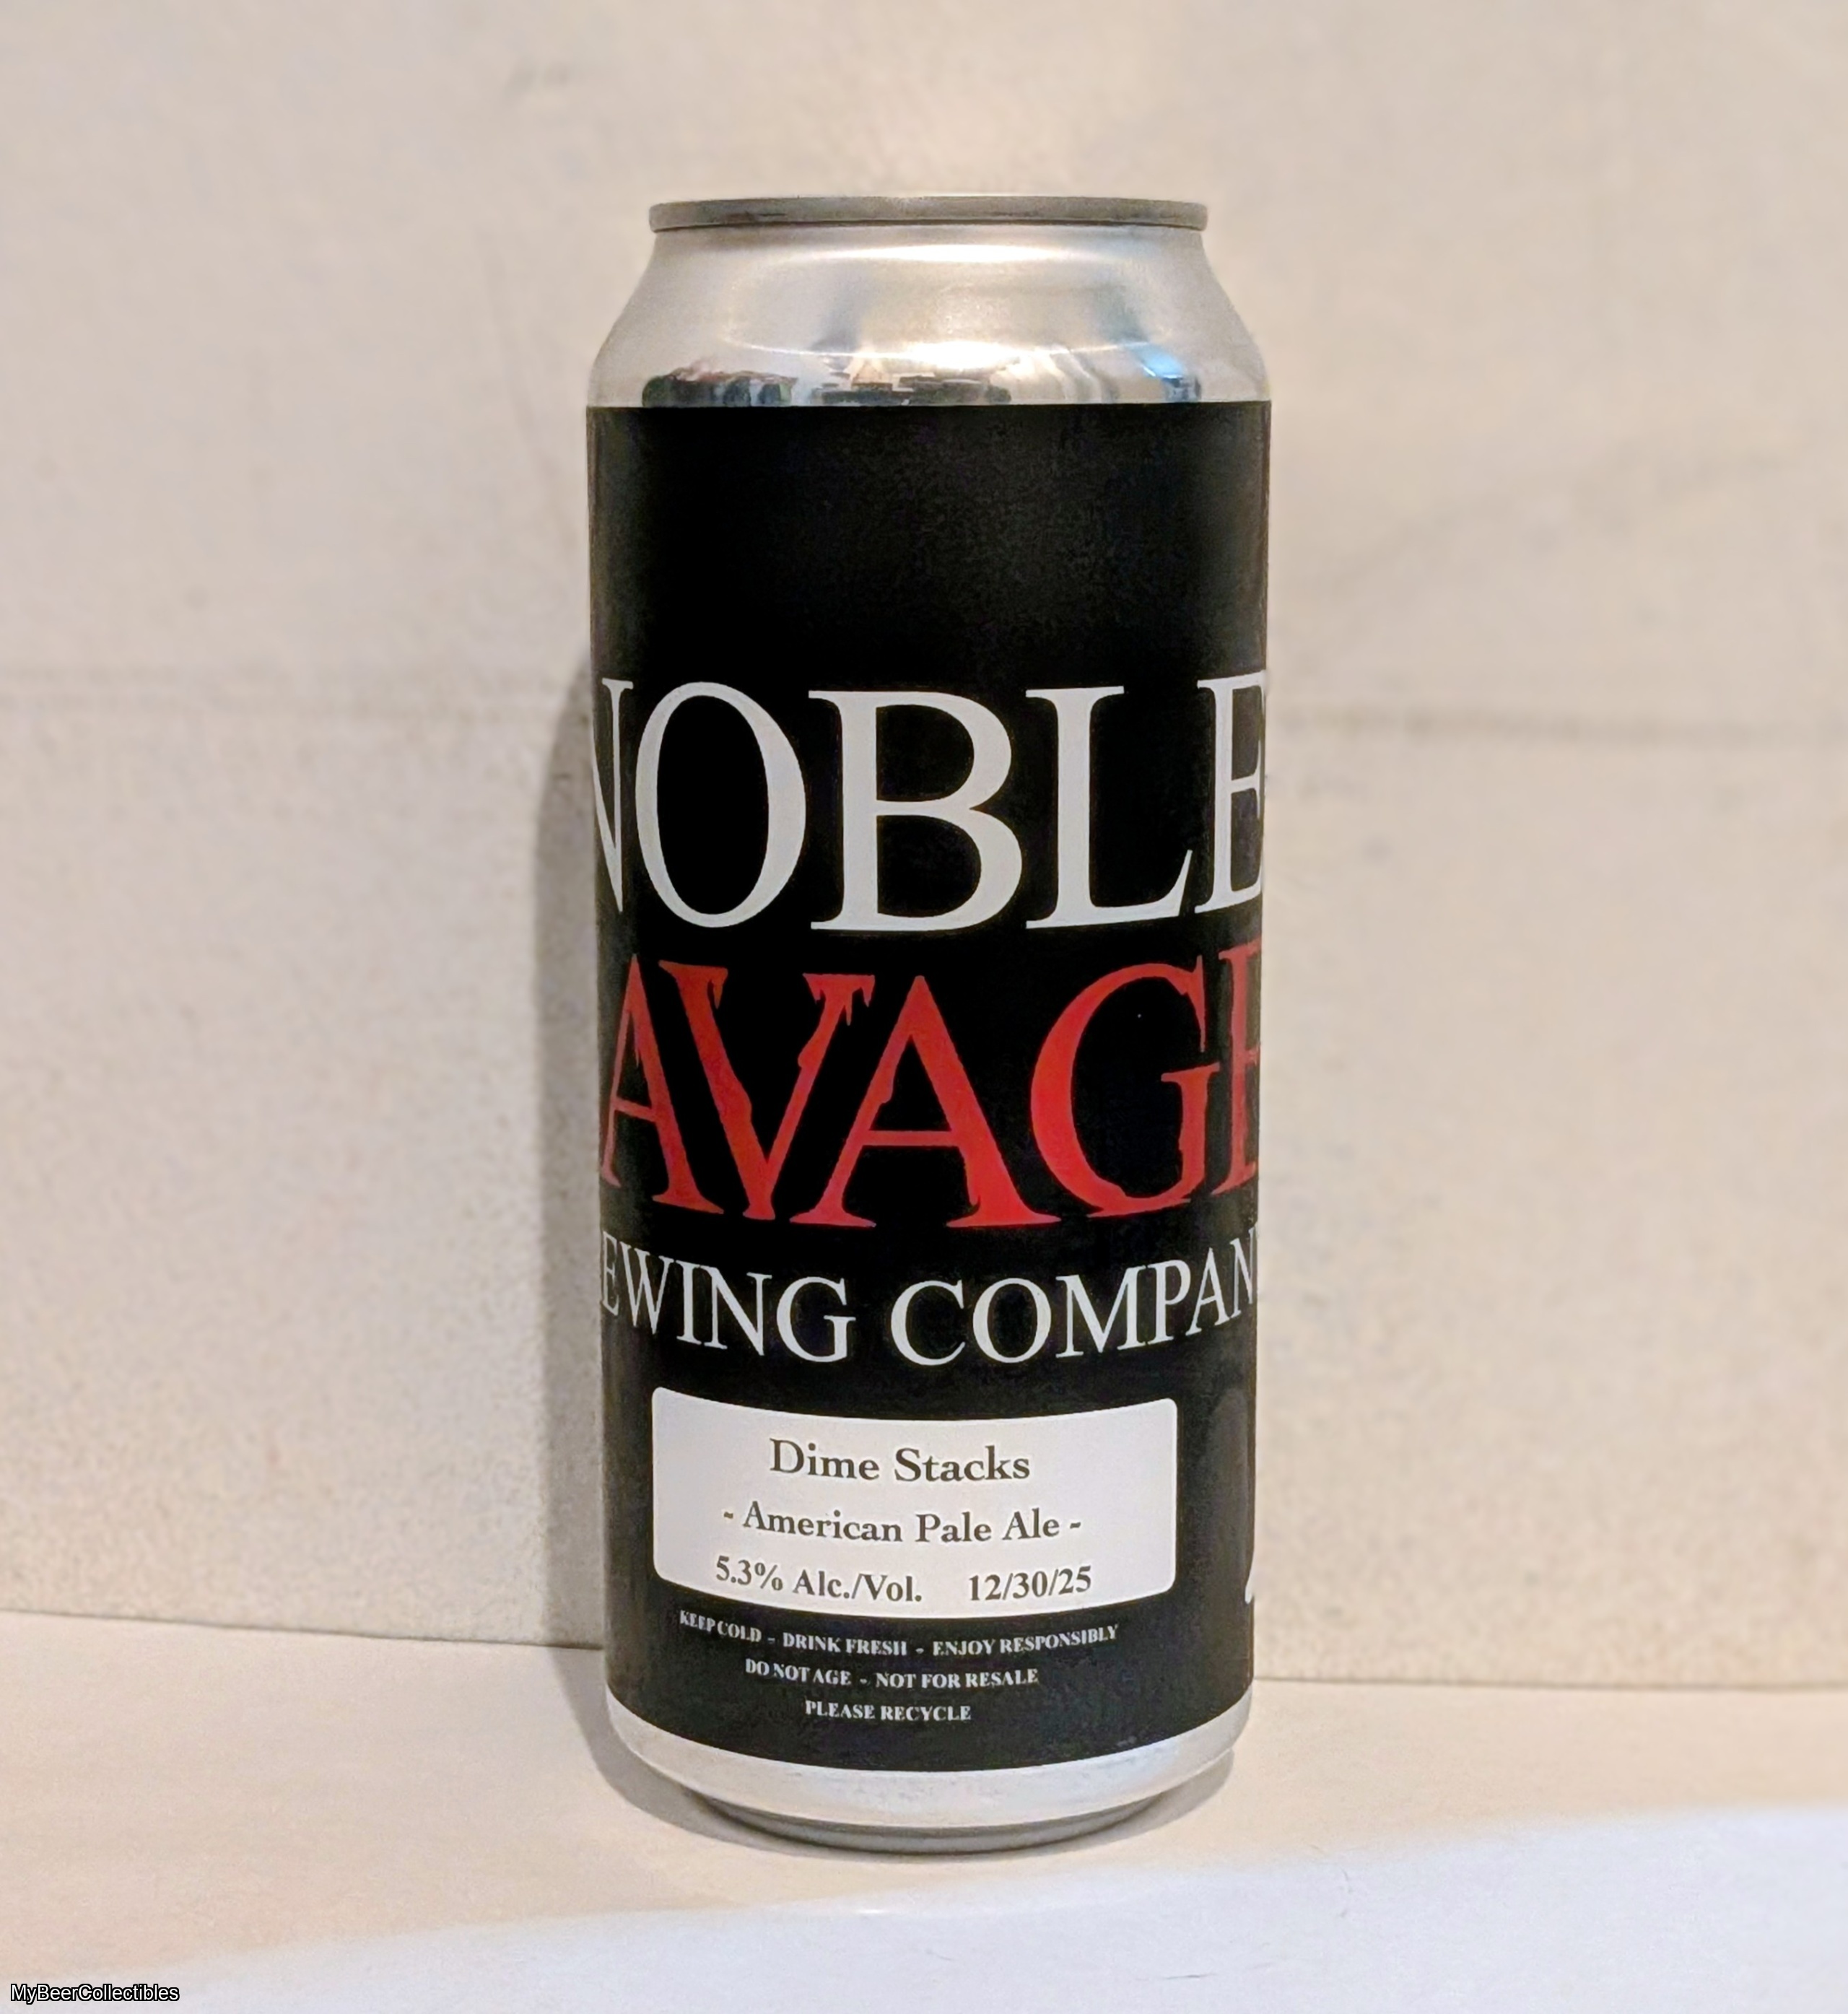 NOBLE
AVAGE
EWING COMPAN
Dime Stacks
- American Pale Ale -
5.3% Alc./Vol. 12/30/25
KEEP COLD - DRINK FRESH - ENJOY RESPONSIBLY
DO NOT AGE - NOT FOR RESALE
PLEASE RECYCLE
MyBeerCollectibles